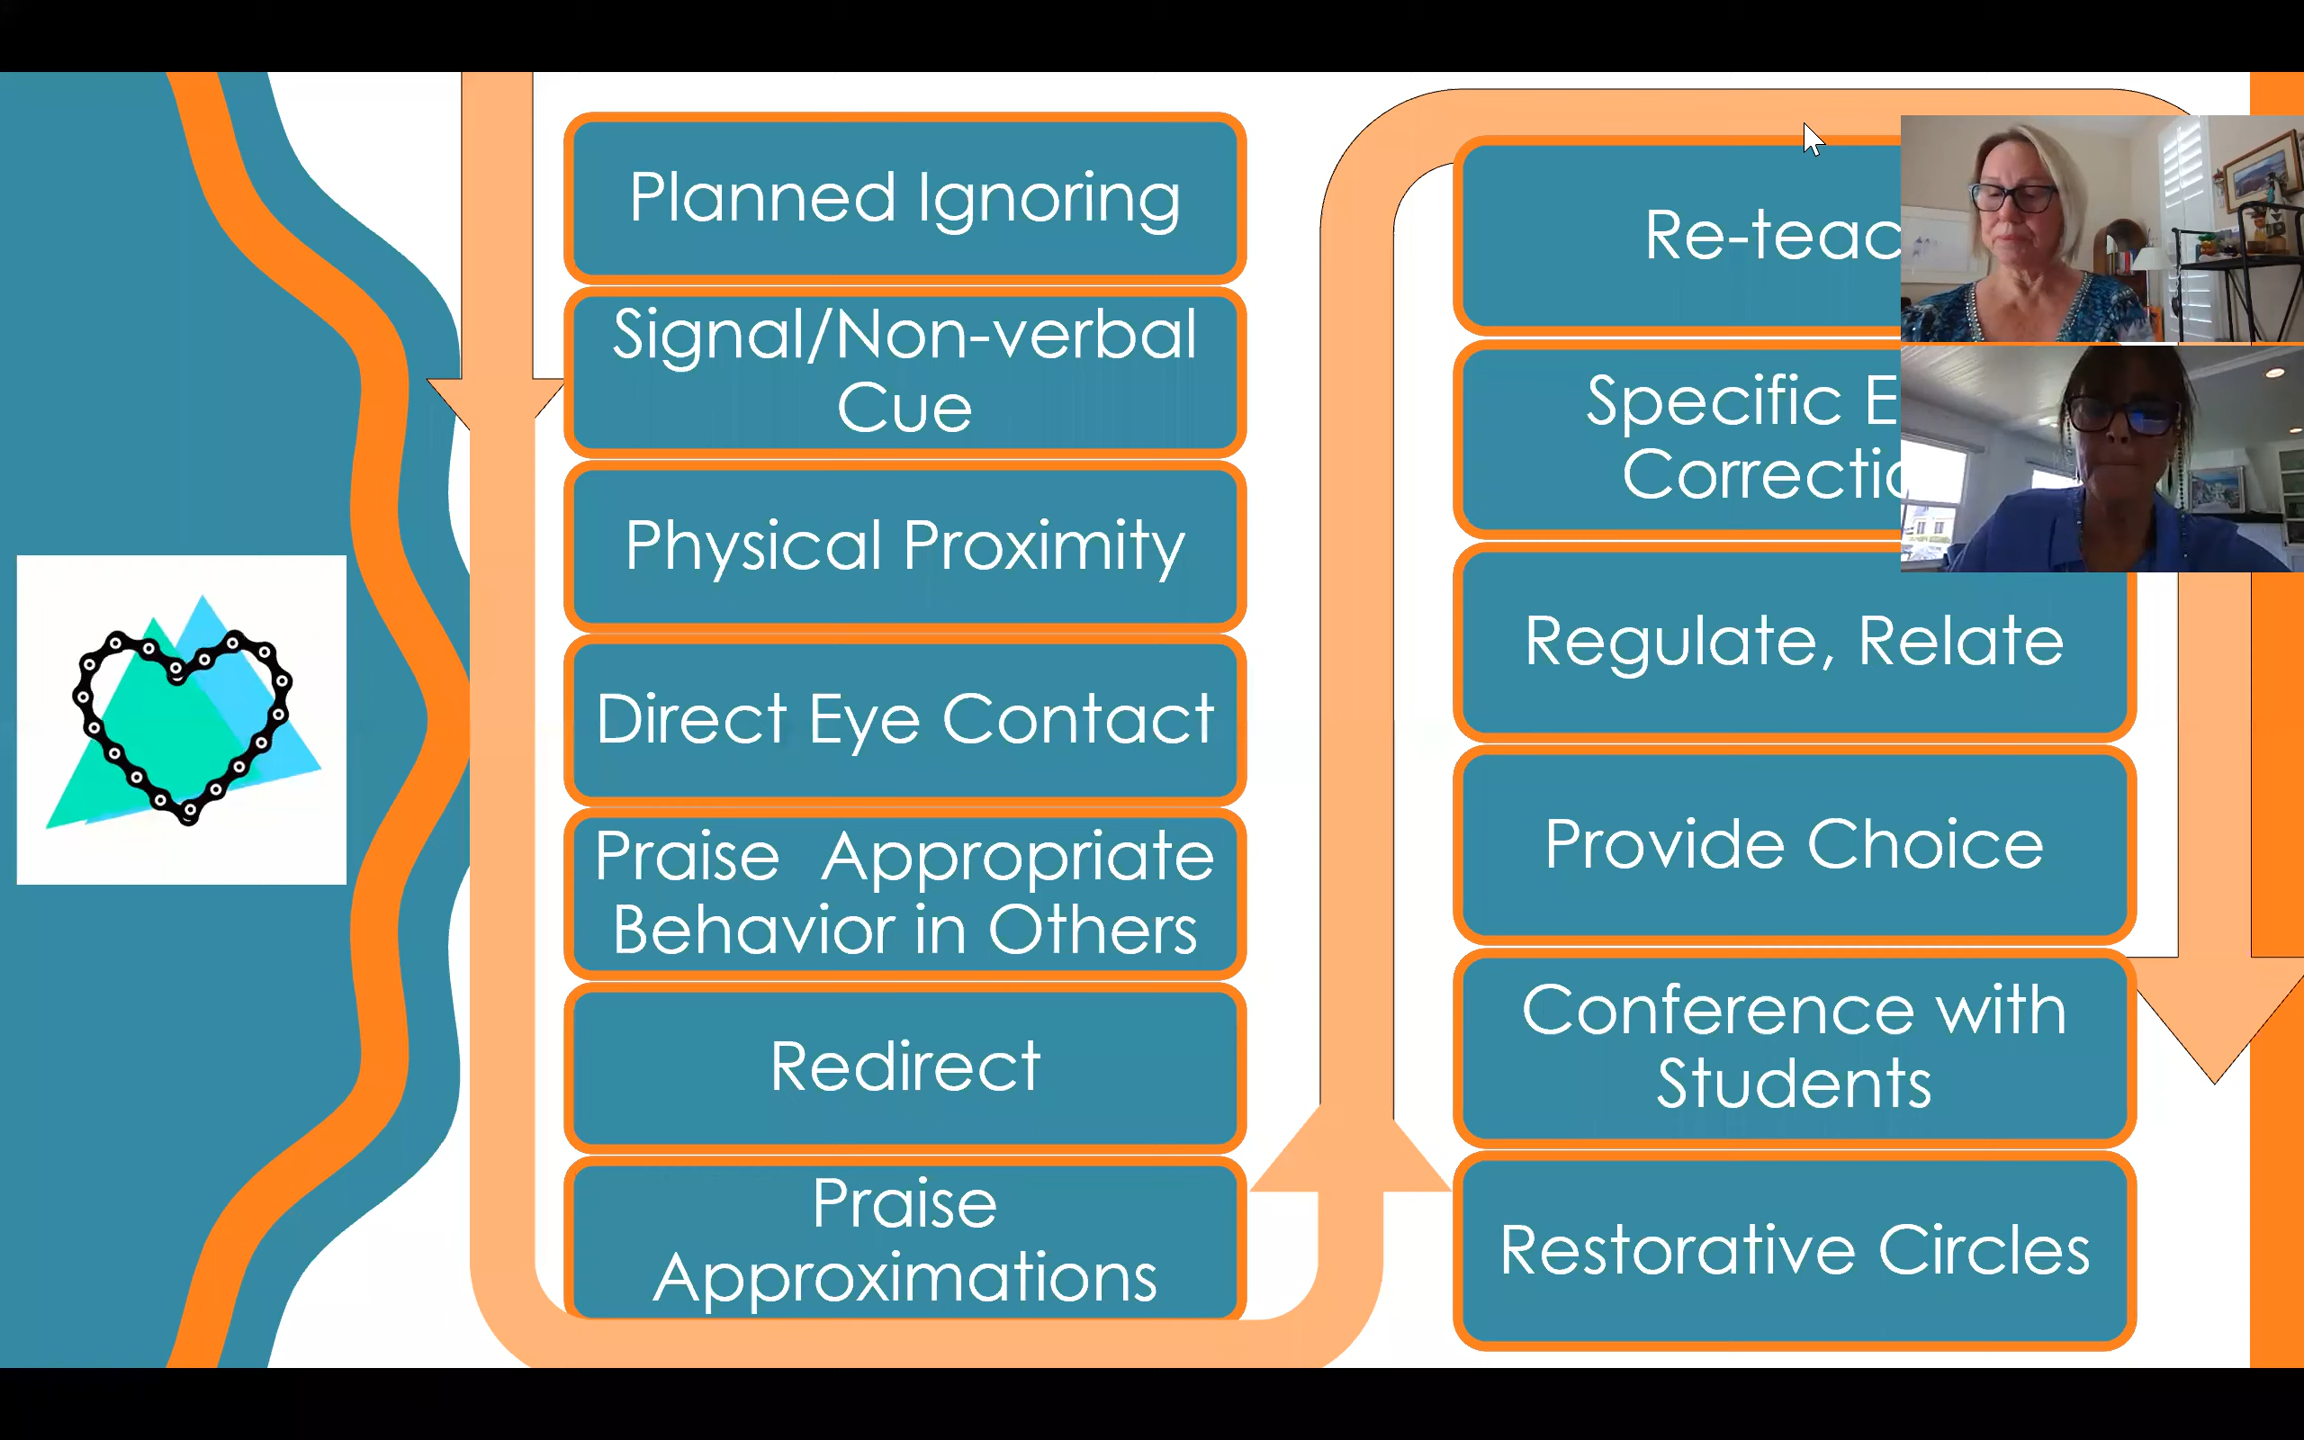 Planned Ignoring
Signal/Non-verbal
Cue
Physical Proximity
Direct Eye Contact
Praise  Appropriate
Behavior in Others
Redirect
Praise
Approximations
Re-teac
Specific E
Correctio
Regulate, Relate
Provide Choice
Conference with
Students
Restorative Circles